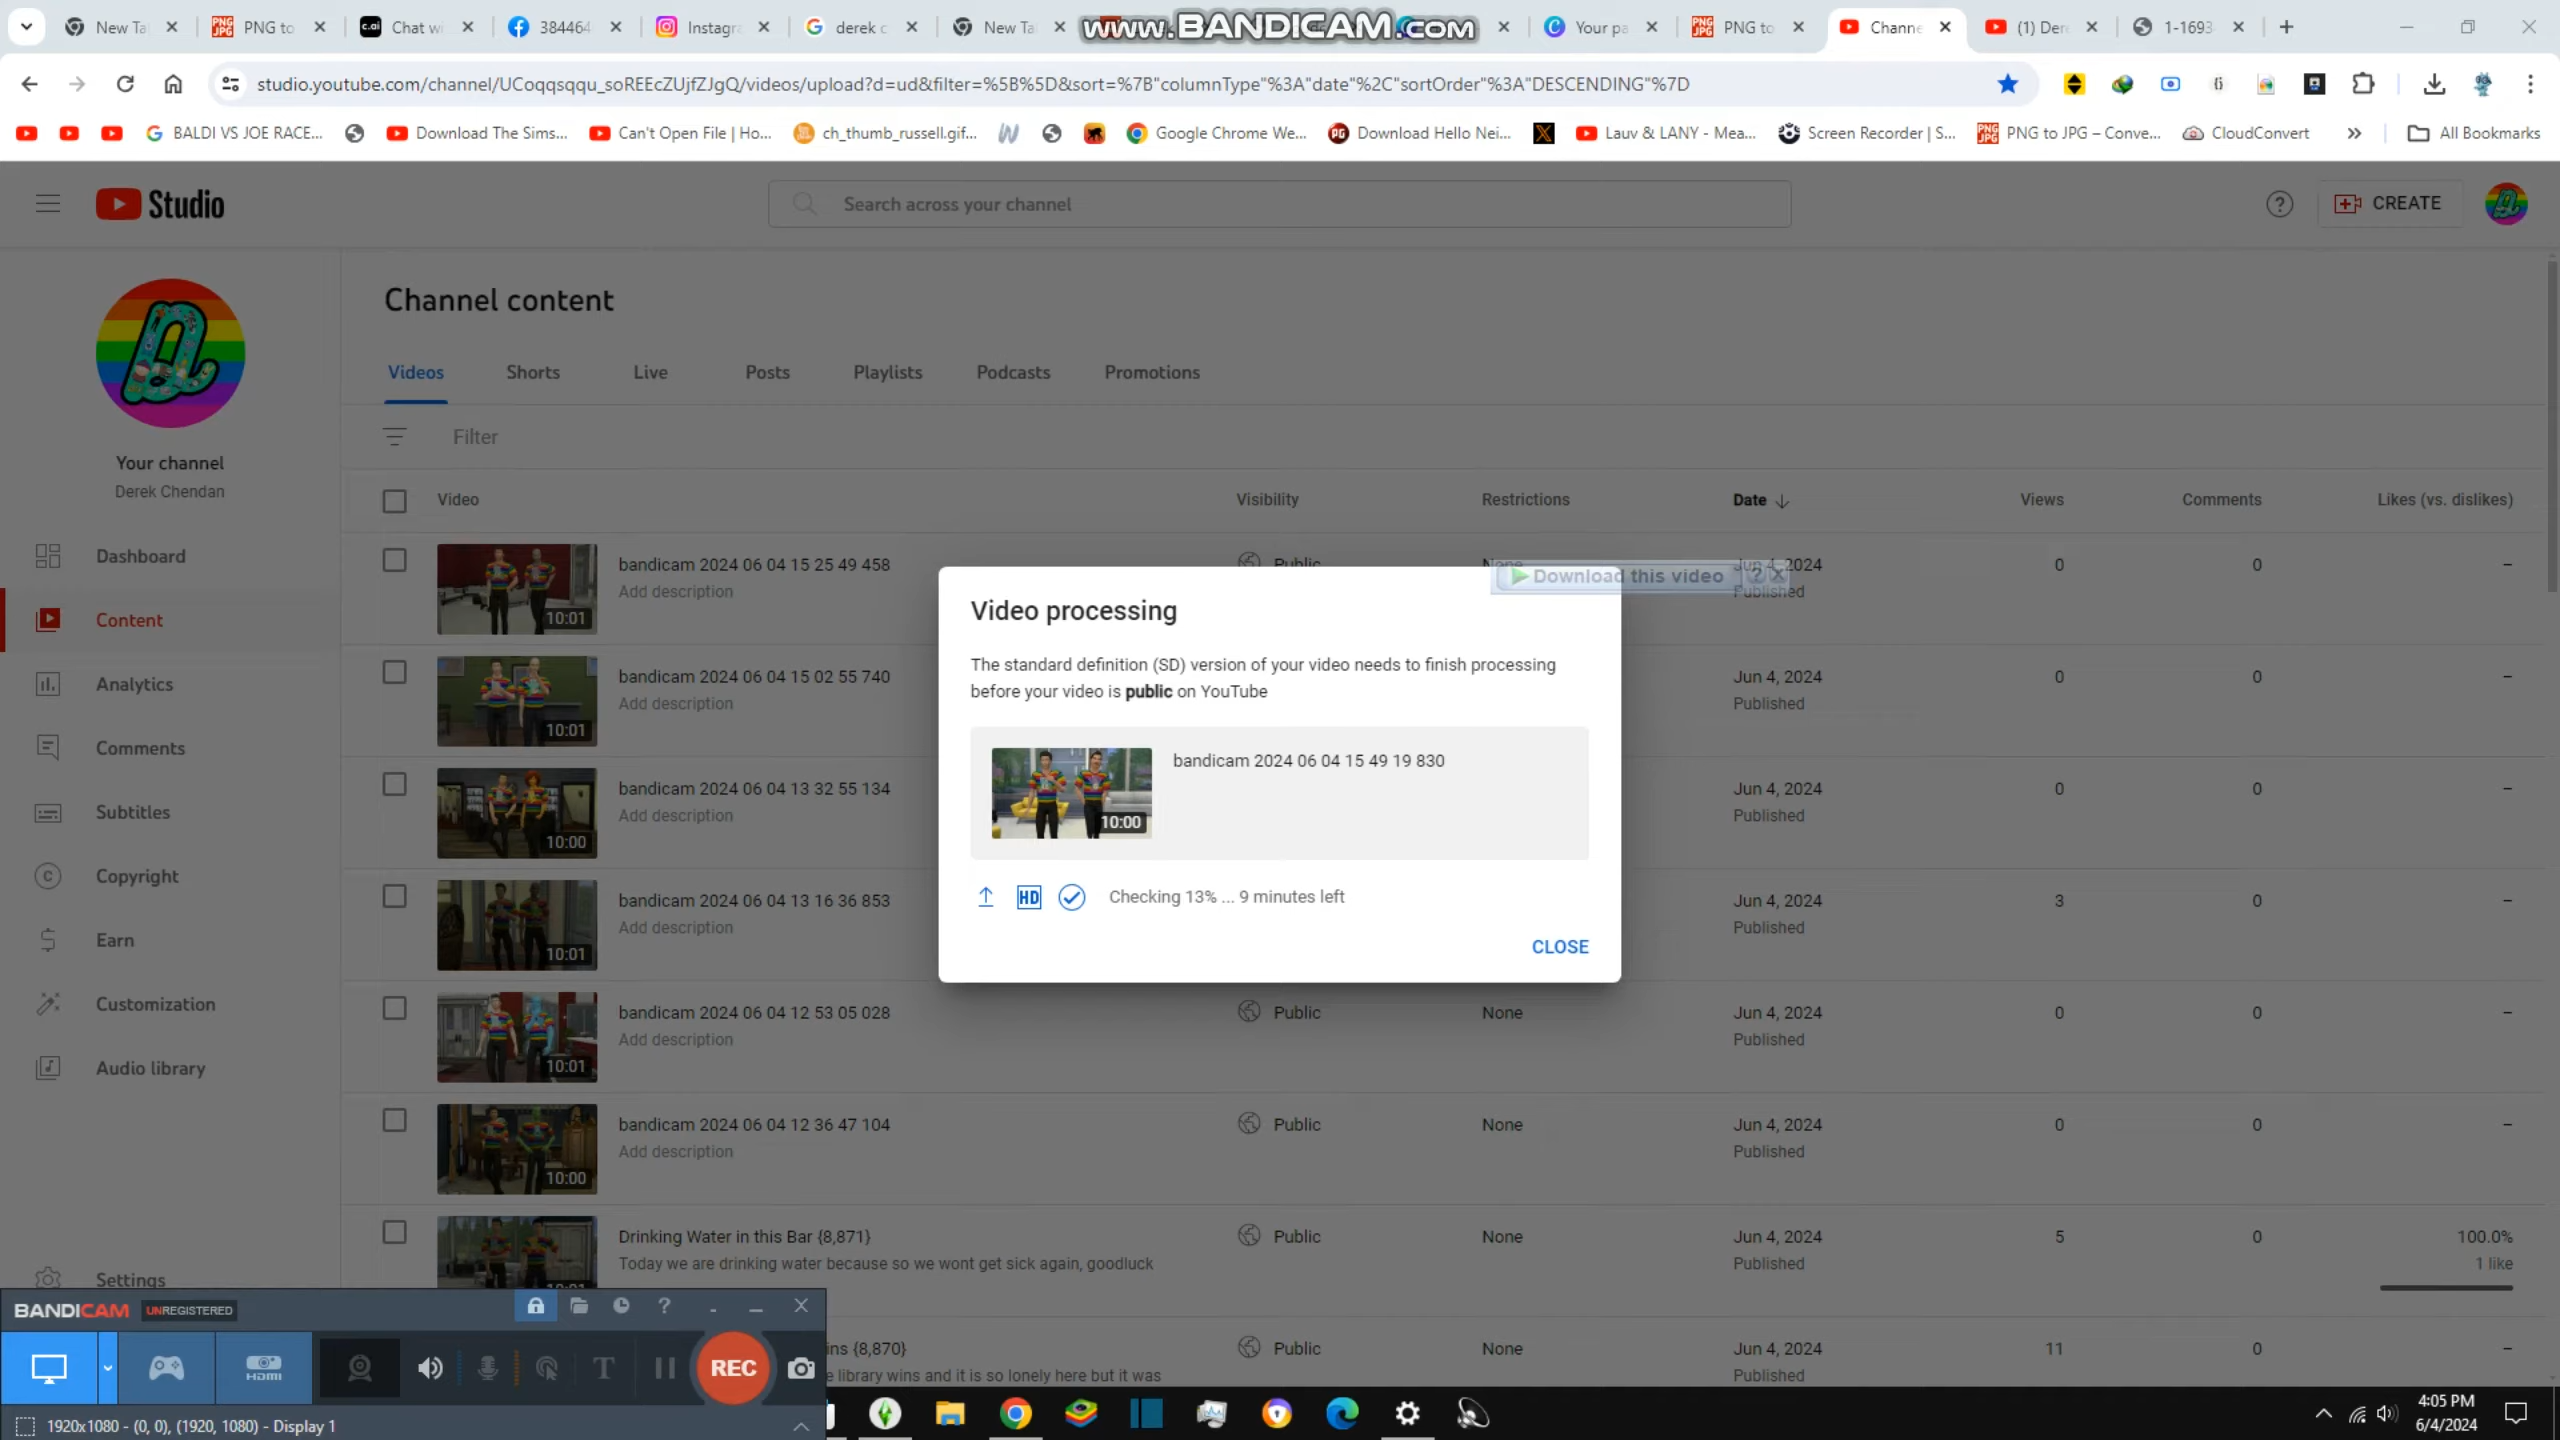 New Ta
PNG to
Chat wi
384464
Instagra
derek c
New Ta
www.BANDICAM.com
Your pa
PNG to
Channe
(1) Der
1-1693
studio.youtube.com/channel/UCoqqsqqu_soREEcZUjfZJgQ/videos/upload?d=ud&filter=%5B%5D&sort=%7B"columnType"%3A"date"%2C"sortOrder"%3A"DESCENDING"%7D
BALDI VS JOE RACE...
Download The Sims...
Can't Open File | Ho...
ch_thumb_russell.gif...
Google Chrome We...
Download Hello Nei...
Lauv & LANY - Mea...
Screen Recorder | S...
PNG to JPG – Conve...
CloudConvert
All Bookmarks
Studio
Search across your channel
CREATE
Your channel
Derek Chendan
Dashboard
Content
Analytics
Comments
Subtitles
Copyright
Earn
Customization
Audio library
Settings
Channel content
Videos Shorts Live Posts Playlists Podcasts Promotions
Filter
Video Visibility Restrictions Date Views Comments Likes (vs. dislikes)
10:01
bandicam 2024 06 04 15 25 49 458 Public None Jun 4, 2024 0 0 –
Add description Published
Download this video
10:01
bandicam 2024 06 04 15 02 55 740 Jun 4, 2024 0 0 –
Add description Published
10:00
bandicam 2024 06 04 13 32 55 134 Jun 4, 2024 0 0 –
Add description Published
10:01
bandicam 2024 06 04 13 16 36 853 Jun 4, 2024 3 0 –
Add description Published
10:01
bandicam 2024 06 04 12 53 05 028 Public None Jun 4, 2024 0 0 –
Add description Published
10:00
bandicam 2024 06 04 12 36 47 104 Public None Jun 4, 2024 0 0 –
Add description Published
10:01
Drinking Water in this Bar {8,871} Public None Jun 4, 2024 5 0 100.0%
Today we are drinking water because so we wont get sick again, goodluck Published 1 like
ins {8,870} Public None Jun 4, 2024 11 0 –
e library wins and it is so lonely here but it was Published
Video processing
The standard definition (SD) version of your video needs to finish processing
before your video is public on YouTube
10:00
bandicam 2024 06 04 15 49 19 830
HD
Checking 13% ... 9 minutes left
CLOSE
BANDICAM UNREGISTERED
HDMI
REC
1920x1080 - (0, 0), (1920, 1080) - Display 1
4:05 PM
6/4/2024